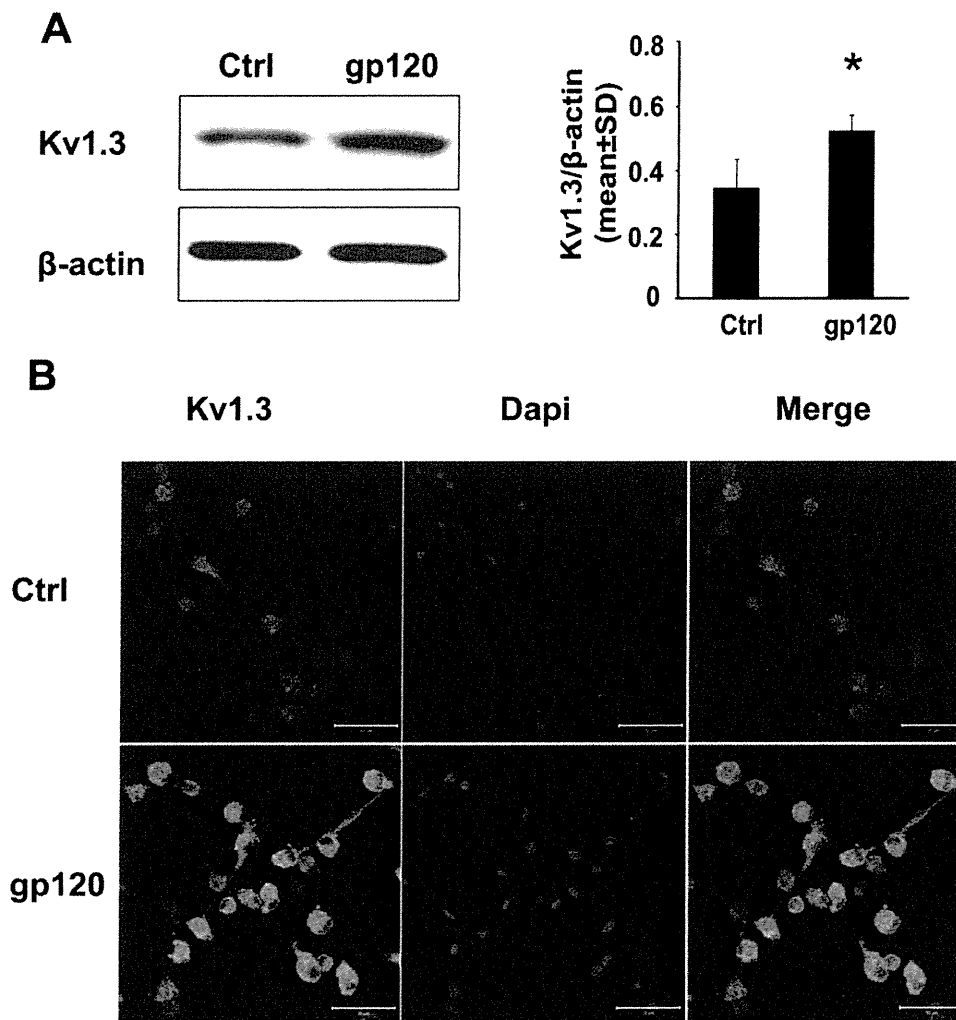 A
Ctrl gp120
Kv1.3
β-actin
Kv1.3/β-actin
(mean±SD)
0.8
0.6
0.4
0.2
0
*
Ctrl gp120
B
Kv1.3 Dapi Merge
Ctrl
gp120